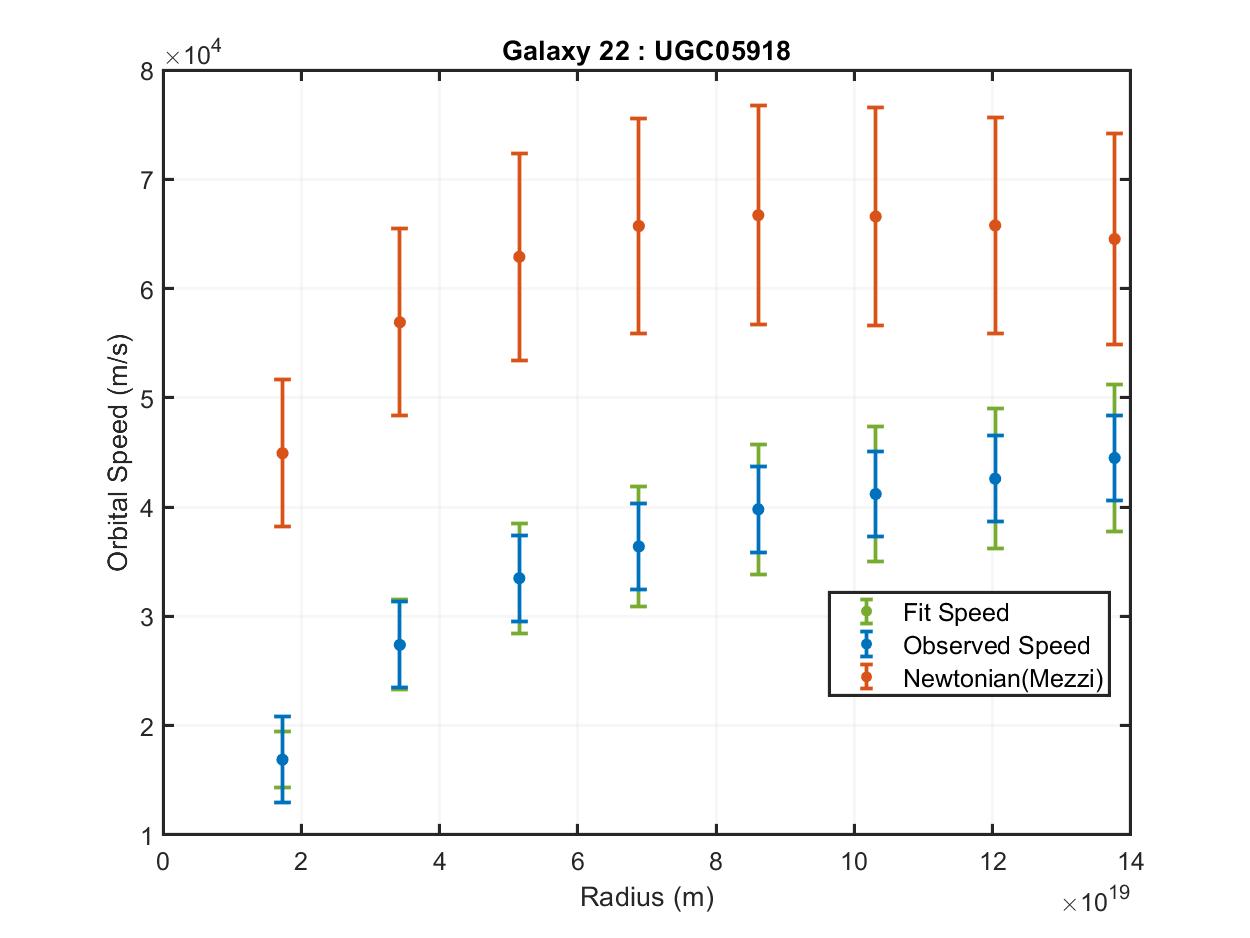 Galaxy 22 : UGC05918
×10⁴
8
7
6
5
4
3
2
1
Orbital Speed (m/s)
Fit Speed
Observed Speed
Newtonian(Mezzi)
0 2 4 6 8 10 12 14
Radius (m)
×10¹⁹